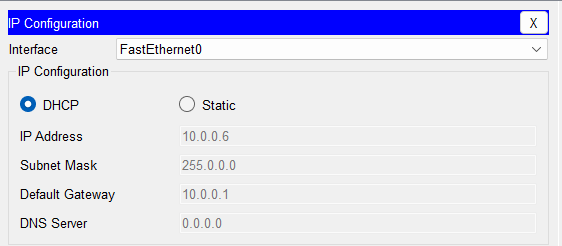 IP Configuration X
Interface FastEthernet0
IP Configuration
DHCP Static
IP Address 10.0.0.6
Subnet Mask 255.0.0.0
Default Gateway 10.0.0.1
DNS Server 0.0.0.0